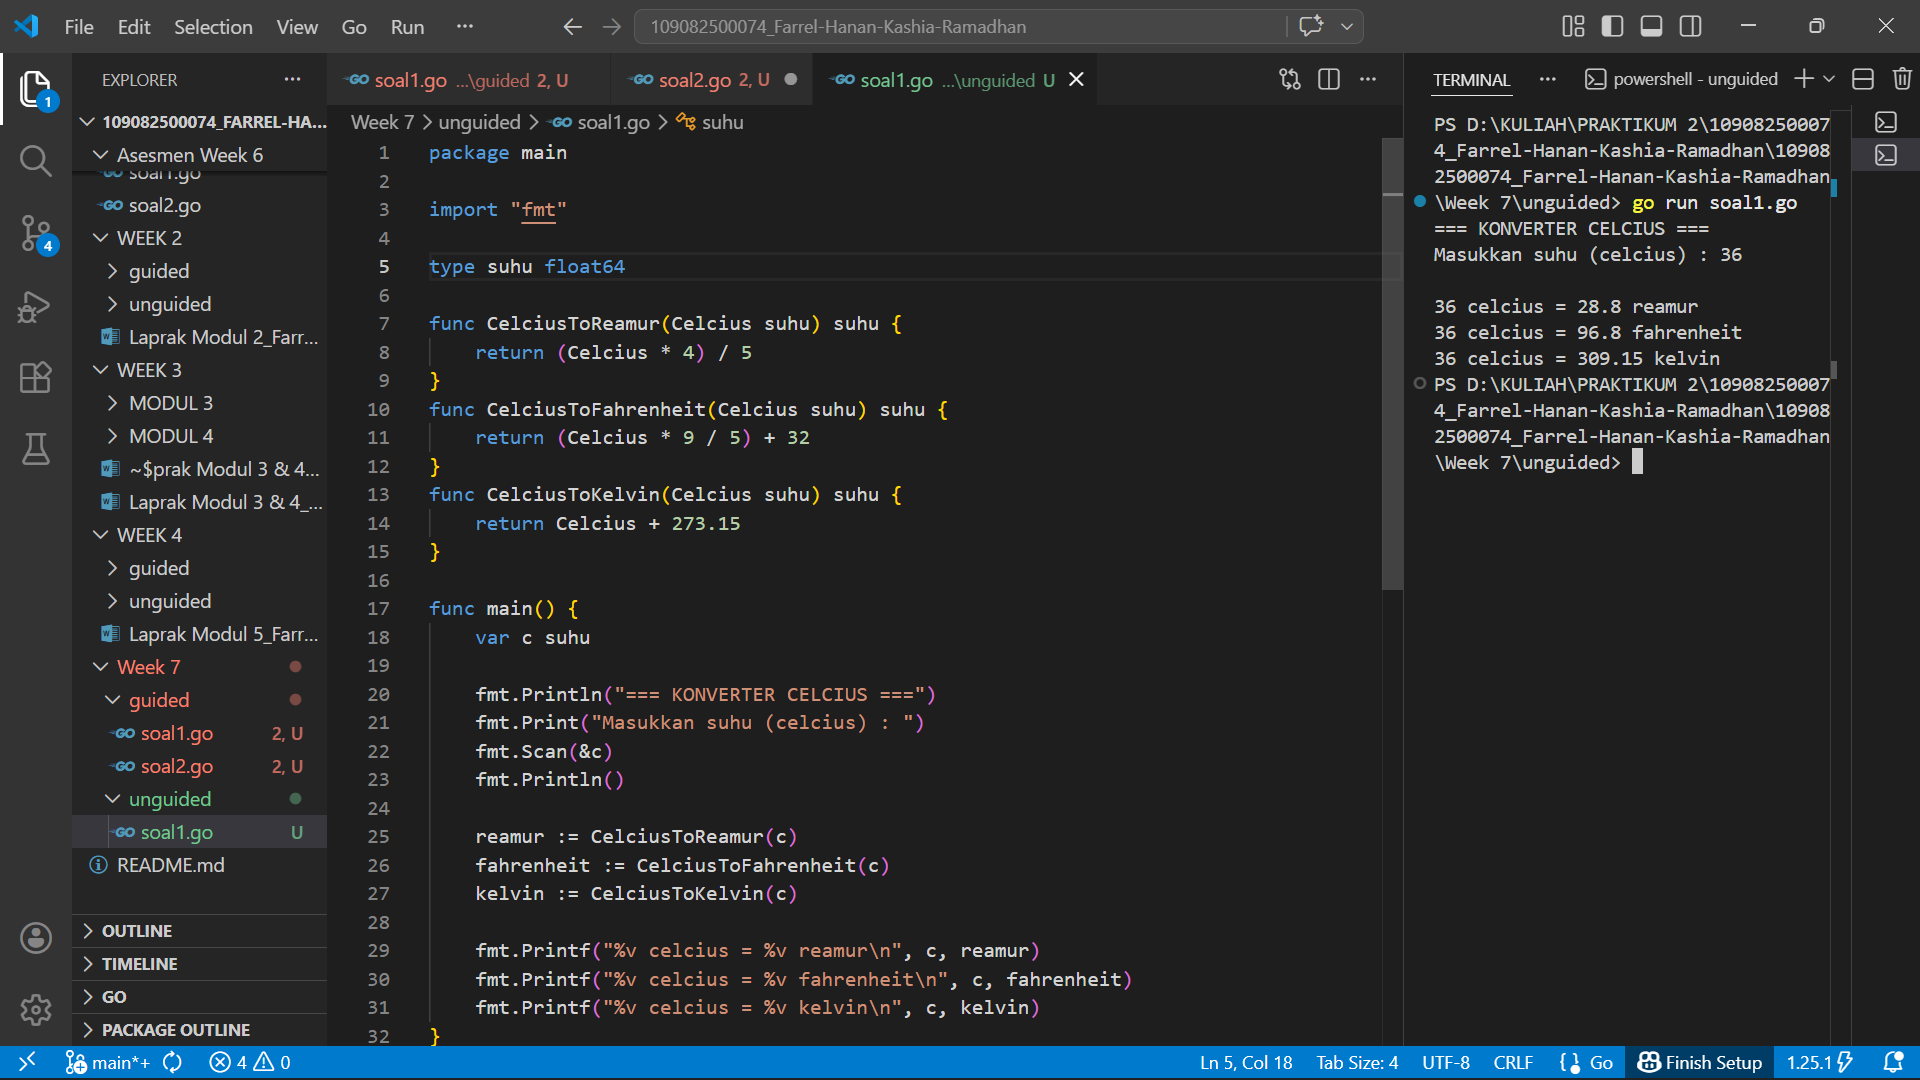 File Edit Selection View Go Run ···
109082500074_Farrel-Hanan-Kashia-Ramadhan
EXPLORER ···
1
4
109082500074_FARREL-HA...
Asesmen Week 6
soal1.go
soal2.go
WEEK 2
guided
unguided
Laprak Modul 2_Farr...
WEEK 3
MODUL 3
MODUL 4
~$prak Modul 3 & 4...
Laprak Modul 3 & 4_...
WEEK 4
guided
unguided
Laprak Modul 5_Farr...
Week 7
guided
soal1.go 2, U
soal2.go 2, U
unguided
soal1.go U
README.md
OUTLINE
TIMELINE
GO
PACKAGE OUTLINE
soal1.go ...\guided 2, U soal2.go 2, U soal1.go ...\unguided U
Week 7 > unguided > soal1.go > suhu
1 package main
2
3 import "fmt"
4
5 type suhu float64
6
7 func CelciusToReamur(Celcius suhu) suhu {
8 return (Celcius * 4) / 5
9 }
10 func CelciusToFahrenheit(Celcius suhu) suhu {
11 return (Celcius * 9 / 5) + 32
12 }
13 func CelciusToKelvin(Celcius suhu) suhu {
14 return Celcius + 273.15
15 }
16
17 func main() {
18 var c suhu
19
20 fmt.Println("=== KONVERTER CELCIUS ===")
21 fmt.Print("Masukkan suhu (celcius) : ")
22 fmt.Scan(&c)
23 fmt.Println()
24
25 reamur := CelciusToReamur(c)
26 fahrenheit := CelciusToFahrenheit(c)
27 kelvin := CelciusToKelvin(c)
28
29 fmt.Printf("%v celcius = %v reamur\n", c, reamur)
30 fmt.Printf("%v celcius = %v fahrenheit\n", c, fahrenheit)
31 fmt.Printf("%v celcius = %v kelvin\n", c, kelvin)
32 }
TERMINAL ··· powershell - unguided
PS D:\KULIAH\PRAKTIKUM 2\10908250007
4_Farrel-Hanan-Kashia-Ramadhan\10908
2500074_Farrel-Hanan-Kashia-Ramadhan
\Week 7\unguided> go run soal1.go
=== KONVERTER CELCIUS ===
Masukkan suhu (celcius) : 36
36 celcius = 28.8 reamur
36 celcius = 96.8 fahrenheit
36 celcius = 309.15 kelvin
PS D:\KULIAH\PRAKTIKUM 2\10908250007
4_Farrel-Hanan-Kashia-Ramadhan\10908
2500074_Farrel-Hanan-Kashia-Ramadhan
\Week 7\unguided>
main*+ 4 0 Ln 5, Col 18 Tab Size: 4 UTF-8 CRLF {} Go Finish Setup 1.25.1